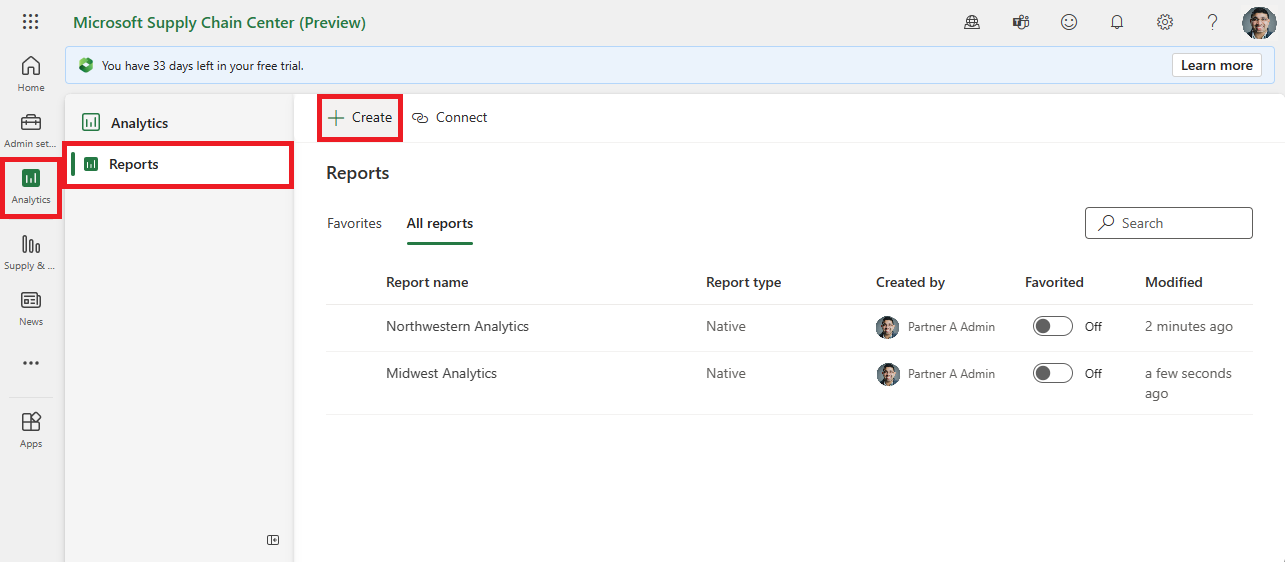 Microsoft Supply Chain Center (Preview)
You have 33 days left in your free trial.
Learn more
Home
Admin set...
Analytics
Supply & ...
News
Apps
Analytics
Reports
Create
Connect
Reports
Favorites
All reports
Search
Report name
Report type
Created by
Favorited
Modified
Northwestern Analytics
Native
Partner A Admin
Off
2 minutes ago
Midwest Analytics
Native
Partner A Admin
Off
a few seconds
ago